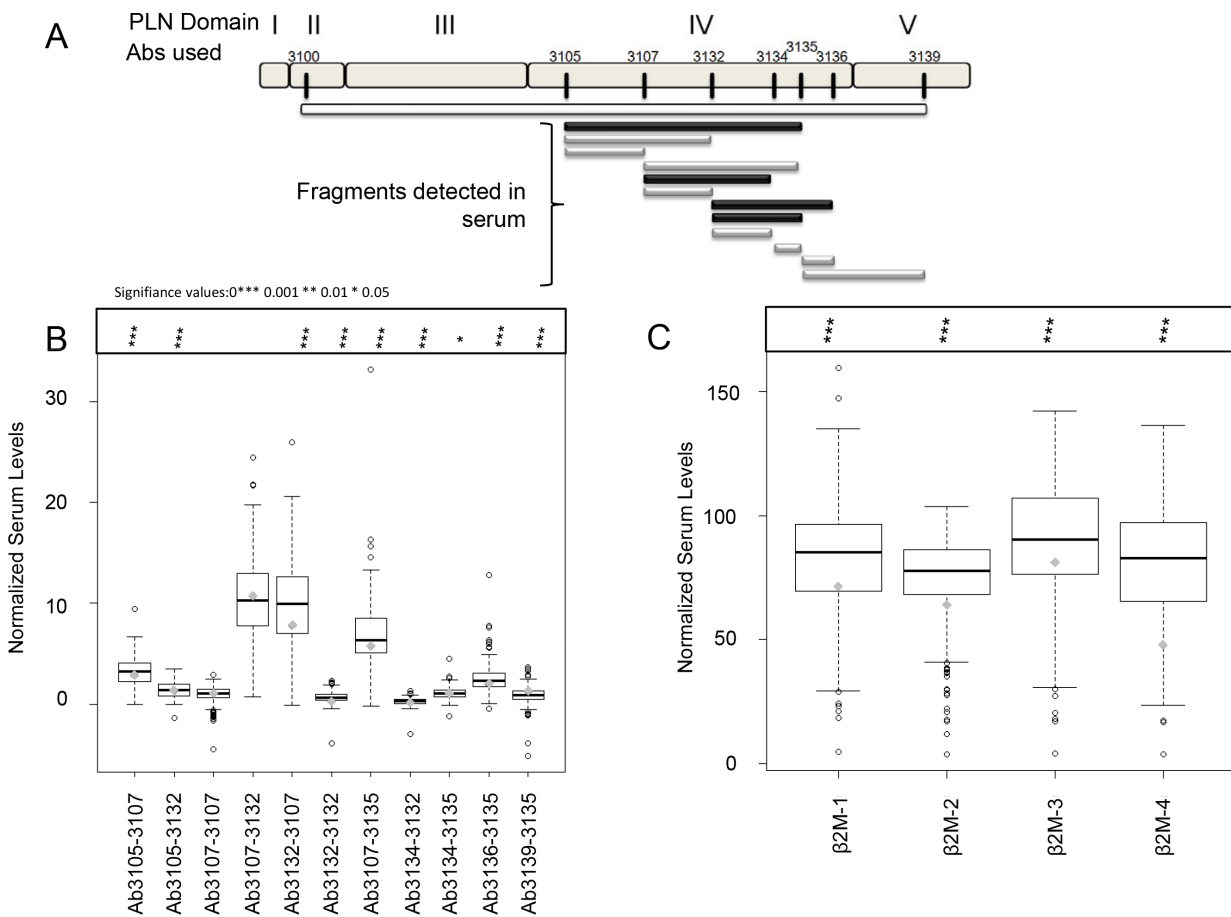 A
PLN Domain I II III IV V
Abs used
3100 3105 3107 3132 3134 3135 3136 3139
Fragments detected in
serum
Signifiance values:0*** 0.001 ** 0.01 * 0.05
B
*** *** *** *** *** *** * *** ***
Normalized Serum Levels
30
20
10
0
Ab3105-3107
Ab3105-3132
Ab3107-3107
Ab3107-3132
Ab3132-3107
Ab3132-3132
Ab3107-3135
Ab3134-3132
Ab3134-3135
Ab3136-3135
Ab3139-3135
C
*** *** *** ***
Normalized Serum Levels
150
100
50
0
β2M-1
β2M-2
β2M-3
β2M-4